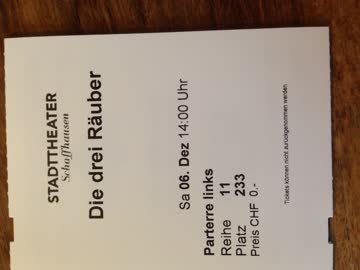 STADTTHEATER
Schaffhausen
Die drei Räuber
Sa 06. Dez 14:00 Uhr
Parterre links
Reihe 11
Platz 233
Preis CHF 0.-
Tickets können nicht zurückgenommen werden